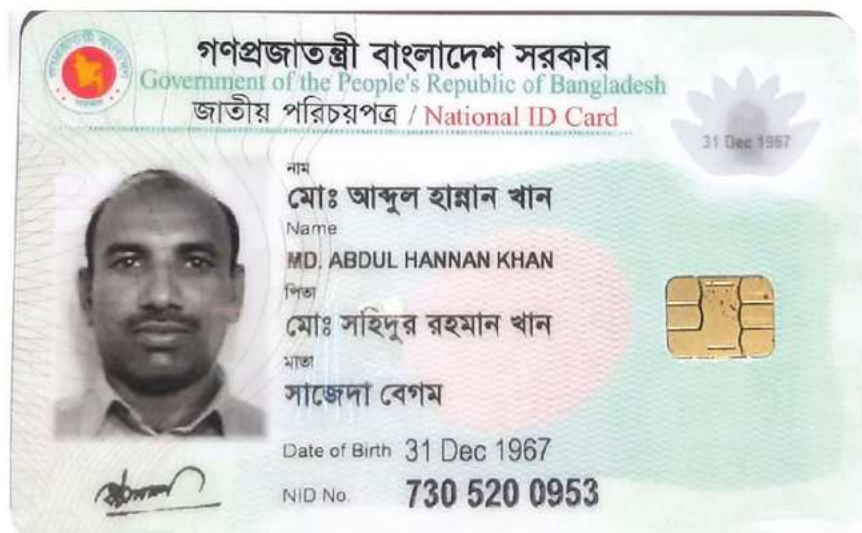 গণপ্রজাতন্ত্রী বাংলাদেশ সরকার
Government of the People's Republic of Bangladesh
জাতীয় পরিচয়পত্র / National ID Card
31 Dec 1967
নাম
মোঃ আব্দুল হান্নান খান
Name
MD. ABDUL HANNAN KHAN
পিতা
মোঃ সহিদুর রহমান খান
মাতা
সাজেদা বেগম
Date of Birth 31 Dec 1967
NID No. 730 520 0953